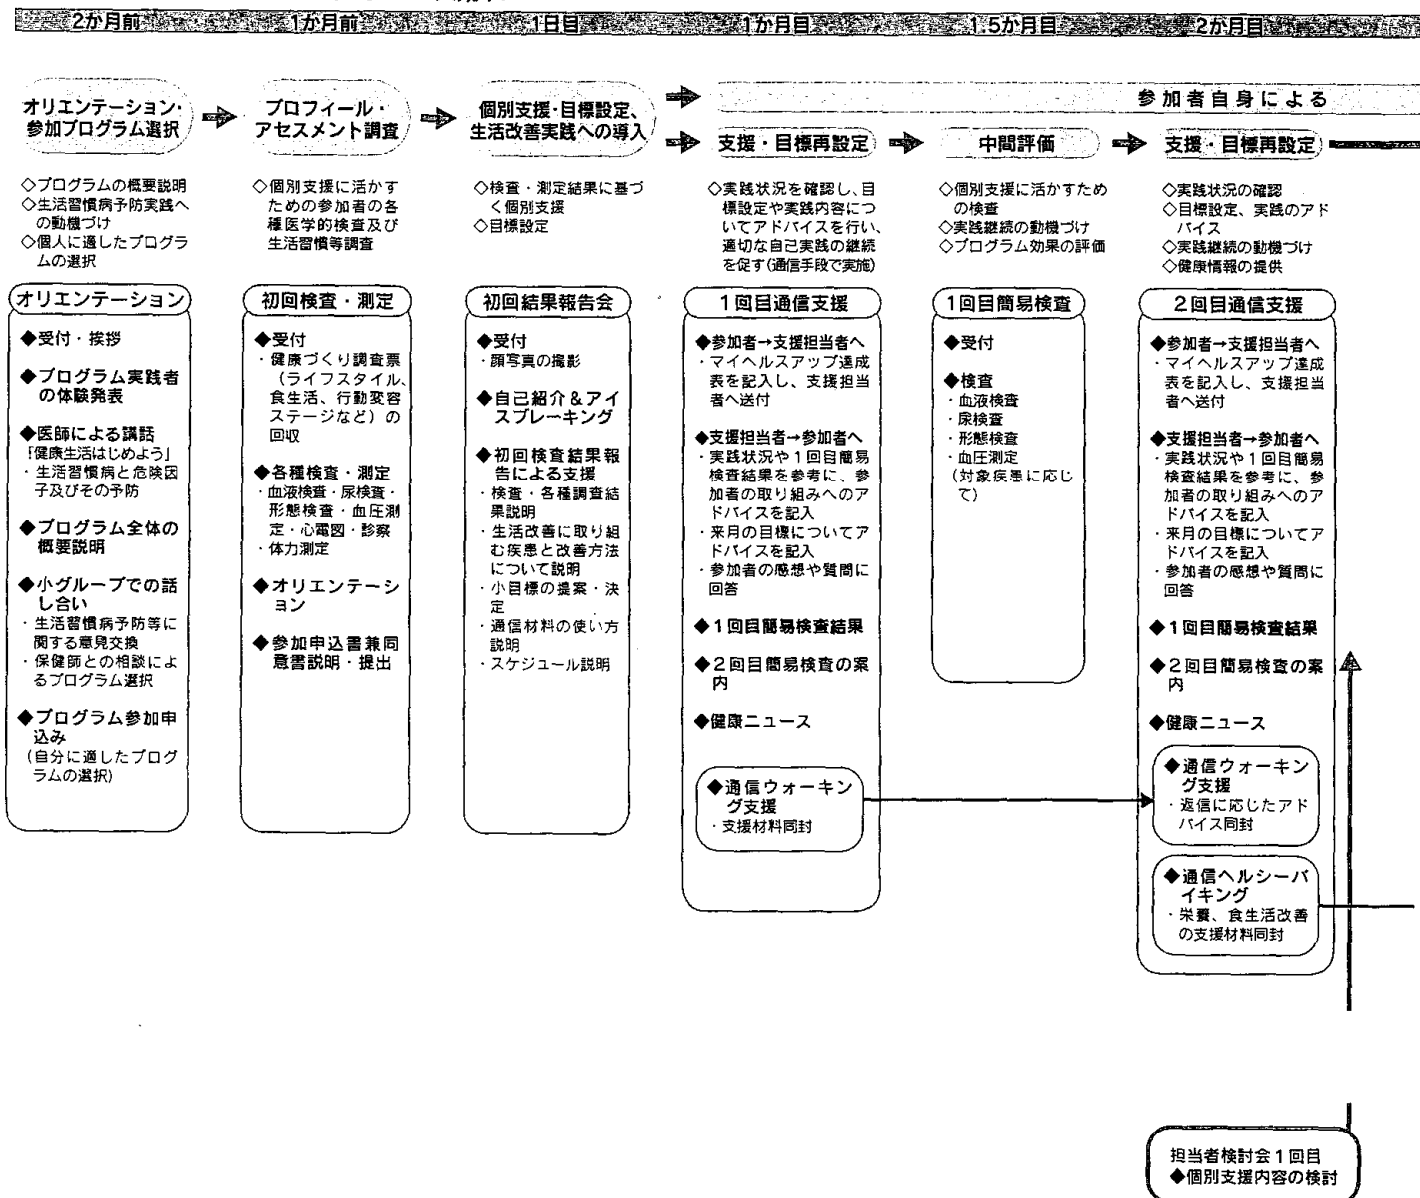 2か月前
1か月前
1日目
1か月目
1.5か月目
2か月目
オリエンテーション・
参加プログラム選択
プロフィール・
アセスメント調査
個別支援・目標設定、
生活改善実践への導入
参加者自身による
支援・目標再設定
中間評価
支援・目標再設定
◇プログラムの概要説明
◇生活習慣病予防実践へ
の動機づけ
◇個人に適したプログラ
ムの選択
◇個別支援に活かす
ための参加者の各
種医学的検査及び
生活習慣等調査
◇検査・測定結果に基づ
く個別支援
◇目標設定
◇実践状況を確認し、目
標設定や実践内容につ
いてアドバイスを行い、
適切な自己実践の継続
を促す(通信手段で実施)
◇個別支援に活かすため
の検査
◇実践継続の動機づけ
◇プログラム効果の評価
◇実践状況の確認
◇目標設定、実践のアド
バイス
◇実践継続の動機づけ
◇健康情報の提供
オリエンテーション
◆受付・挨拶
◆プログラム実践者
の体験発表
◆医師による講話
「健康生活はじめよう」
・生活習慣病と危険因
子及びその予防
◆プログラム全体の
概要説明
◆小グループでの話
し合い
・生活習慣病予防等に
関する意見交換
・保健師との相談によ
るプログラム選択
◆プログラム参加申
込み
(自分に適したプログ
ラムの選択)
初回検査・測定
◆受付
・健康づくり調査票
(ライフスタイル、
食生活、行動変容
ステージなど)の
回収
◆各種検査・測定
・血液検査・尿検査・
形態検査・血圧測
定・心電図・診察
・体力測定
◆オリエンテーシ
ョン
◆参加申込書兼同
意書説明・提出
初回結果報告会
◆受付
・顔写真の撮影
◆自己紹介&アイ
スブレーキング
◆初回検査結果報
告による支援
・検査・各種調査結
果説明
・生活改善に取り組
む疾患と改善方法
について説明
・小目標の提案・決
定
・通信材料の使い方
説明
・スケジュール説明
1回目通信支援
◆参加者→支援担当者へ
・マイヘルスアップ達成
表を記入し、支援担当
者へ送付
◆支援担当者→参加者へ
・実践状況や1回目簡易
検査結果を参考に、参
加者の取り組みへのア
ドバイスを記入
・来月の目標についてア
ドバイスを記入
・参加者の感想や質問に
回答
◆1回目簡易検査結果
◆2回目簡易検査の案
内
◆健康ニュース
◆通信ウォーキン
グ支援
・支援材料同封
1回目簡易検査
◆受付
◆検査
・血液検査
・尿検査
・形態検査
・血圧測定
(対象疾患に応じ
て)
2回目通信支援
◆参加者→支援担当者へ
・マイヘルスアップ達成
表を記入し、支援担当
者へ送付
◆支援担当者→参加者へ
・実践状況や1回目簡易
検査結果を参考に、参
加者の取り組みへのア
ドバイスを記入
・来月の目標についてア
ドバイスを記入
・参加者の感想や質問に
回答
◆1回目簡易検査結果
◆2回目簡易検査の案
内
◆健康ニュース
◆通信ウォーキン
グ支援
・返信に応じたアド
バイス同封
◆通信ヘルシーバ
イキング
・栄養、食生活改善
の支援材料同封
担当者検討会1回目
◆個別支援内容の検討